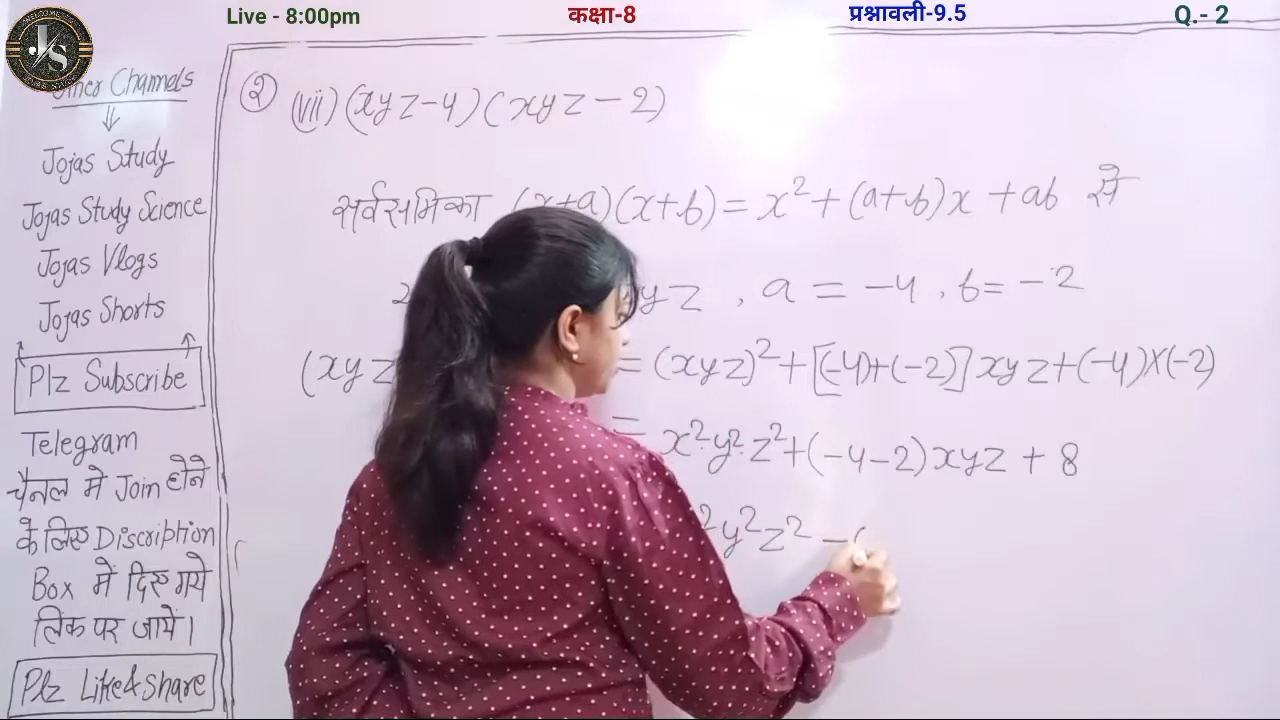 Live - 8:00pm
कक्षा-8
प्रश्नावली-9.5
Q.- 2
JS
Channels
⇓
Jojas Study
Jojas Study Science
Jojas Vlogs
Jojas Shorts
Plz Subscribe
Telegram
चैनल मे Join होने
के लिए Discription
Box में दिए गये
लिंक पर जायें।
Plz Like & Share
② (vii) (xyz-4)(xyz-2)
सर्वसमिका (x+a)(x+b)=x²+(a+b)x+ab से
yz, a = -4, b = -2
(xyz = (xyz)²+[(-4)+(-2)]xyz+(-4)×(-2)
= x²y²z²+(-4-2)xyz+8
²y²z² -